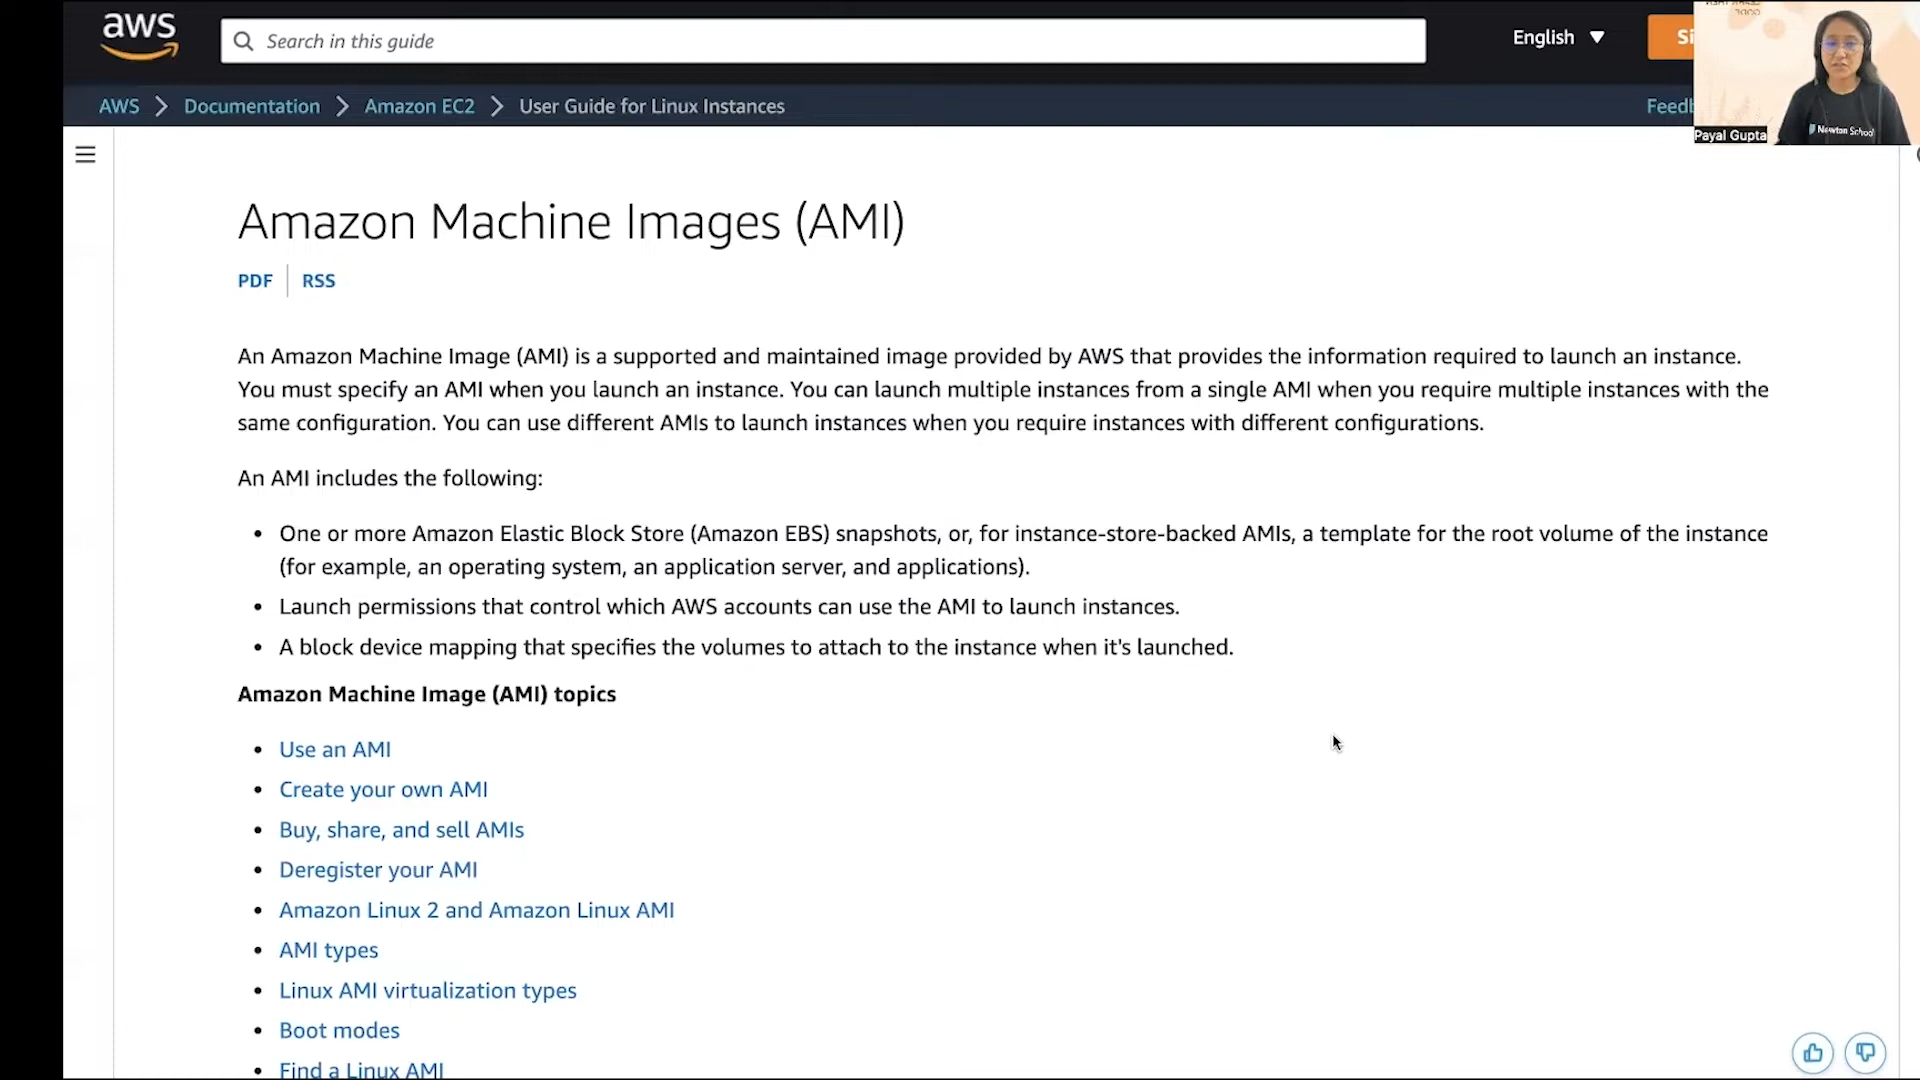 aws
Search in this guide
English
Si
AWS > Documentation > Amazon EC2 > User Guide for Linux Instances
Feedb
Newton School
Payal Gupta
Amazon Machine Images (AMI)
PDF | RSS
An Amazon Machine Image (AMI) is a supported and maintained image provided by AWS that provides the information required to launch an instance.
You must specify an AMI when you launch an instance. You can launch multiple instances from a single AMI when you require multiple instances with the
same configuration. You can use different AMIs to launch instances when you require instances with different configurations.
An AMI includes the following:
• One or more Amazon Elastic Block Store (Amazon EBS) snapshots, or, for instance-store-backed AMIs, a template for the root volume of the instance
(for example, an operating system, an application server, and applications).
• Launch permissions that control which AWS accounts can use the AMI to launch instances.
• A block device mapping that specifies the volumes to attach to the instance when it's launched.
Amazon Machine Image (AMI) topics
• Use an AMI
• Create your own AMI
• Buy, share, and sell AMIs
• Deregister your AMI
• Amazon Linux 2 and Amazon Linux AMI
• AMI types
• Linux AMI virtualization types
• Boot modes
• Find a Linux AMI